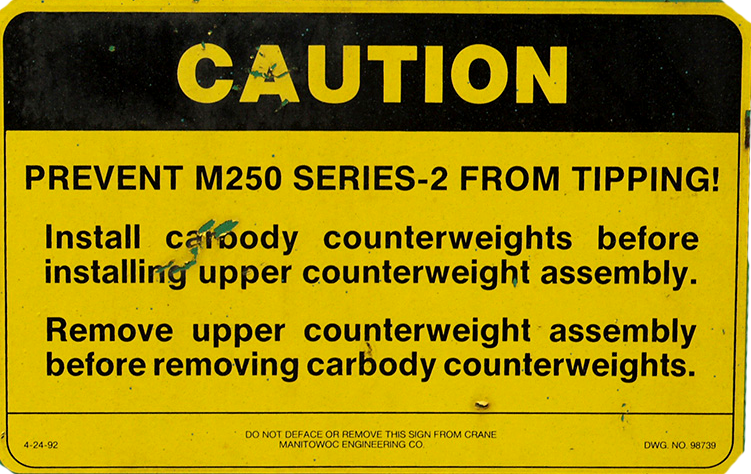 CAUTION
PREVENT M250 SERIES-2 FROM TIPPING!
Install carbody counterweights before
installing upper counterweight assembly.
Remove upper counterweight assembly
before removing carbody counterweights.
4-24-92
DO NOT DEFACE OR REMOVE THIS SIGN FROM CRANE
MANITOWOC ENGINEERING CO.
DWG. NO. 98739